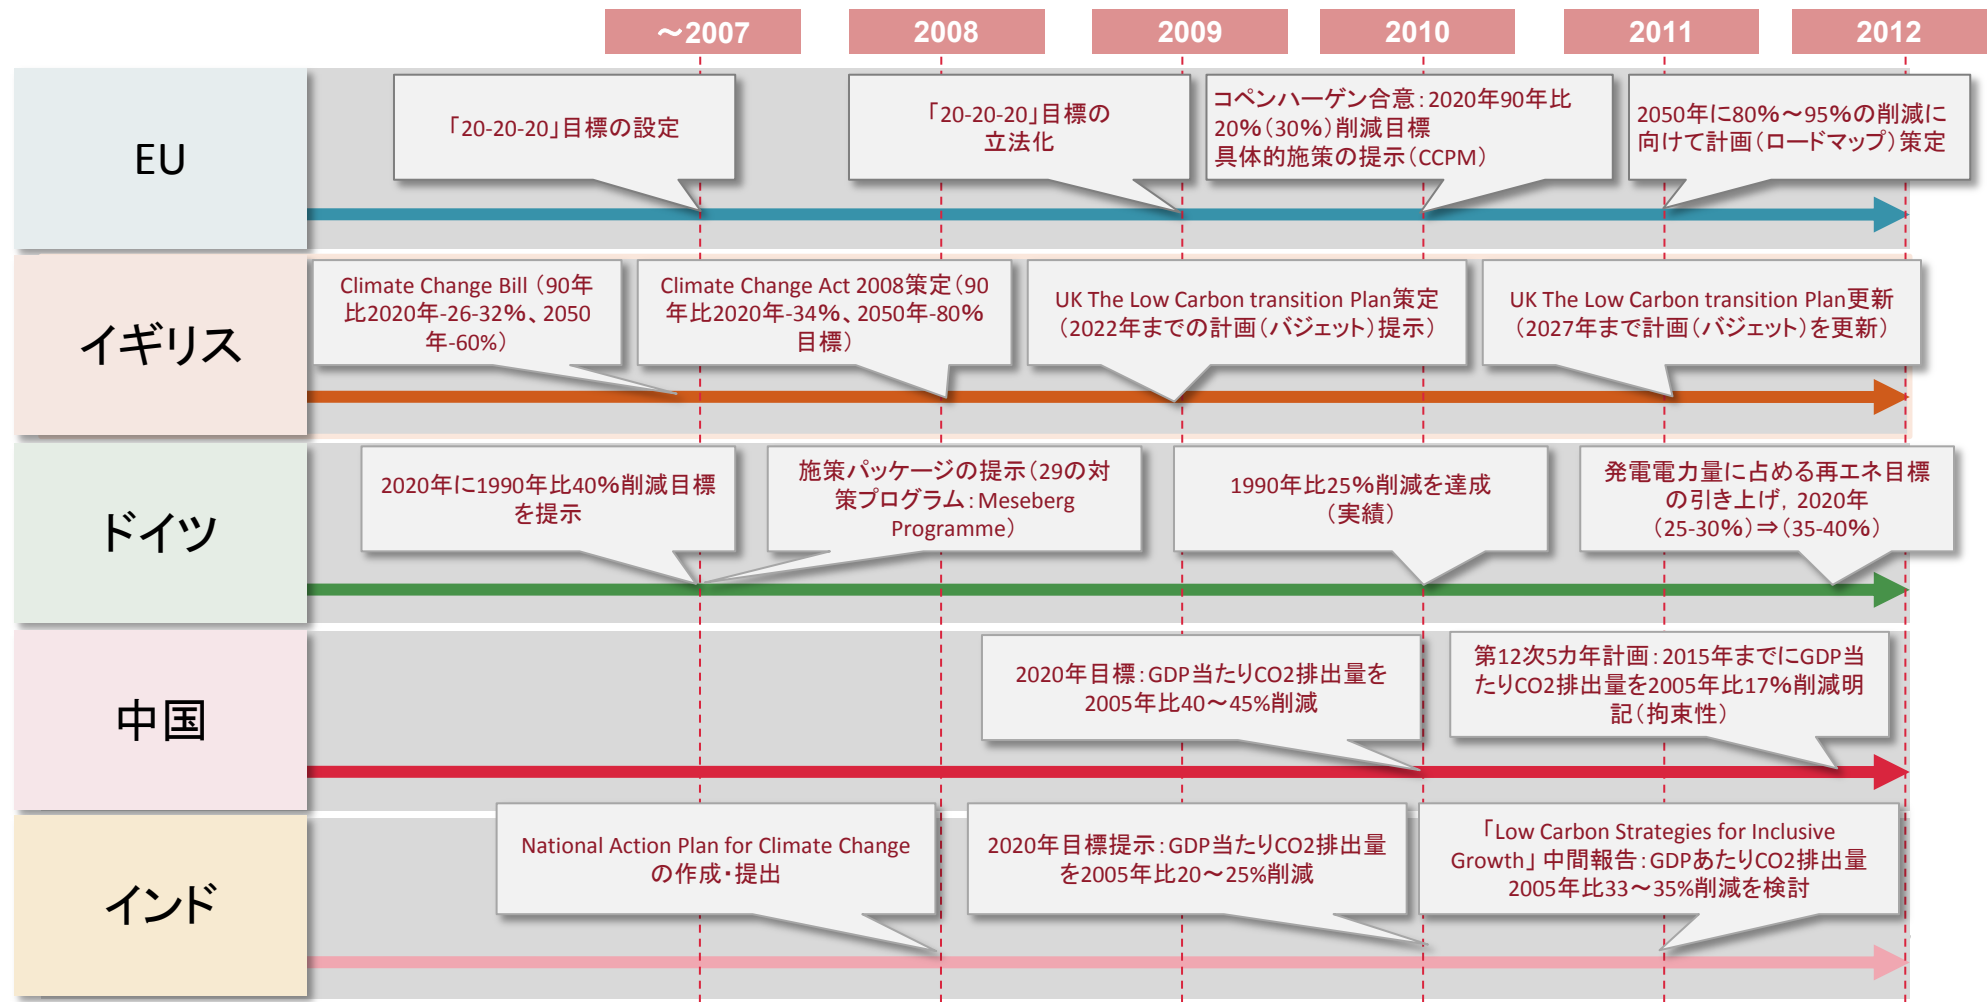 ～2007
2008
2009
2010
2011
2012
EU
「20-20-20」目標の設定
「20-20-20」目標の
立法化
コペンハーゲン合意：2020年90年比
20%（30%）削減目標
具体的施策の提示（CCPM）
2050年に80%～95%の削減に
向けて計画（ロードマップ）策定
イギリス
Climate Change Bill （90年
比2020年-26-32%、2050
年-60%）
Climate Change Act 2008策定（90
年比2020年-34%、2050年-80%
目標）
UK The Low Carbon transition Plan策定
（2022年までの計画（バジェット）提示）
UK The Low Carbon transition Plan更新
（2027年まで計画（バジェット）を更新）
ドイツ
2020年に1990年比40%削減目標
を提示
施策パッケージの提示（29の対
策プログラム：Meseberg
Programme）
1990年比25%削減を達成
（実績）
発電電力量に占める再エネ目標
の引き上げ, 2020年
（25-30%）⇒（35-40%）
中国
2020年目標：GDP当たりCO2排出量を
2005年比40～45%削減
第12次5カ年計画：2015年までにGDP当
たりCO2排出量を2005年比17%削減明
記（拘束性）
インド
National Action Plan for Climate Change
の作成・提出
2020年目標提示：GDP当たりCO2排出量
を2005年比20～25%削減
「Low Carbon Strategies for Inclusive
Growth」 中間報告：GDPあたりCO2排出量
2005年比33～35%削減を検討